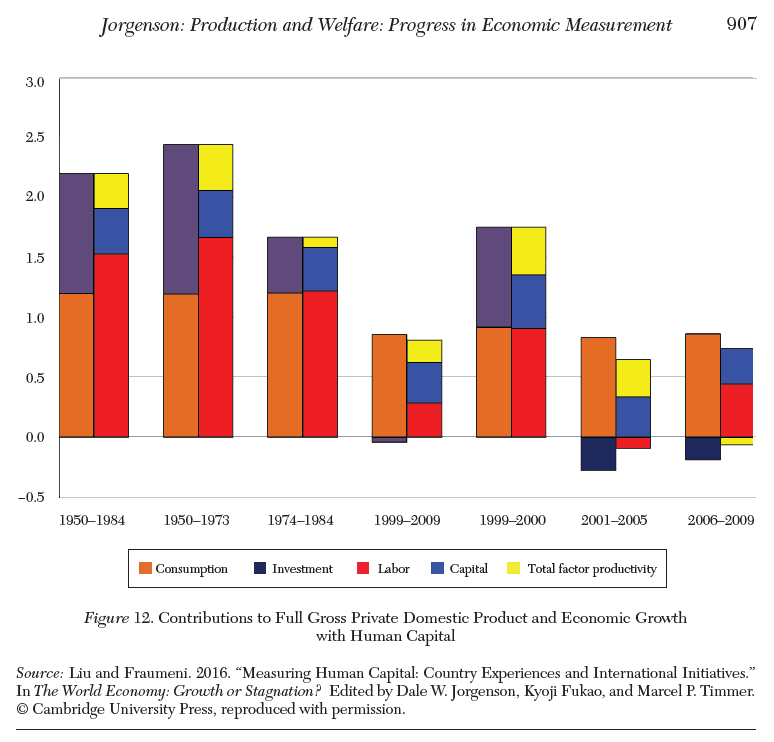 Jorgenson: Production and Welfare: Progress in Economic Measurement 907
3.0
2.5
2.0
1.5
1.0
0.5
0.0
−0.5
1950–1984 1950–1973 1974–1984 1999–2009 1999–2000 2001–2005 2006–2009
Consumption Investment Labor Capital Total factor productivity
Figure 12. Contributions to Full Gross Private Domestic Product and Economic Growth
with Human Capital
Source: Liu and Fraumeni. 2016. “Measuring Human Capital: Country Experiences and International Initiatives.”
In The World Economy: Growth or Stagnation? Edited by Dale W. Jorgenson, Kyoji Fukao, and Marcel P. Timmer.
© Cambridge University Press, reproduced with permission.